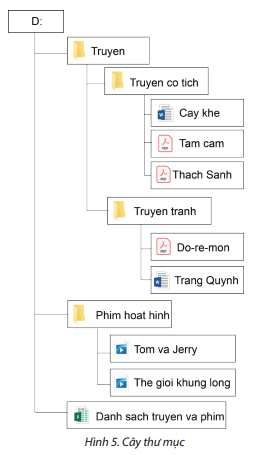 D:
Truyen
Truyen co tich
Cay khe
Tam cam
Thach Sanh
Truyen tranh
Do-re-mon
Trang Quynh
Phim hoat hinh
Tom va Jerry
The gioi khung long
Danh sach truyen va phim
Hình 5. Cây thư mục